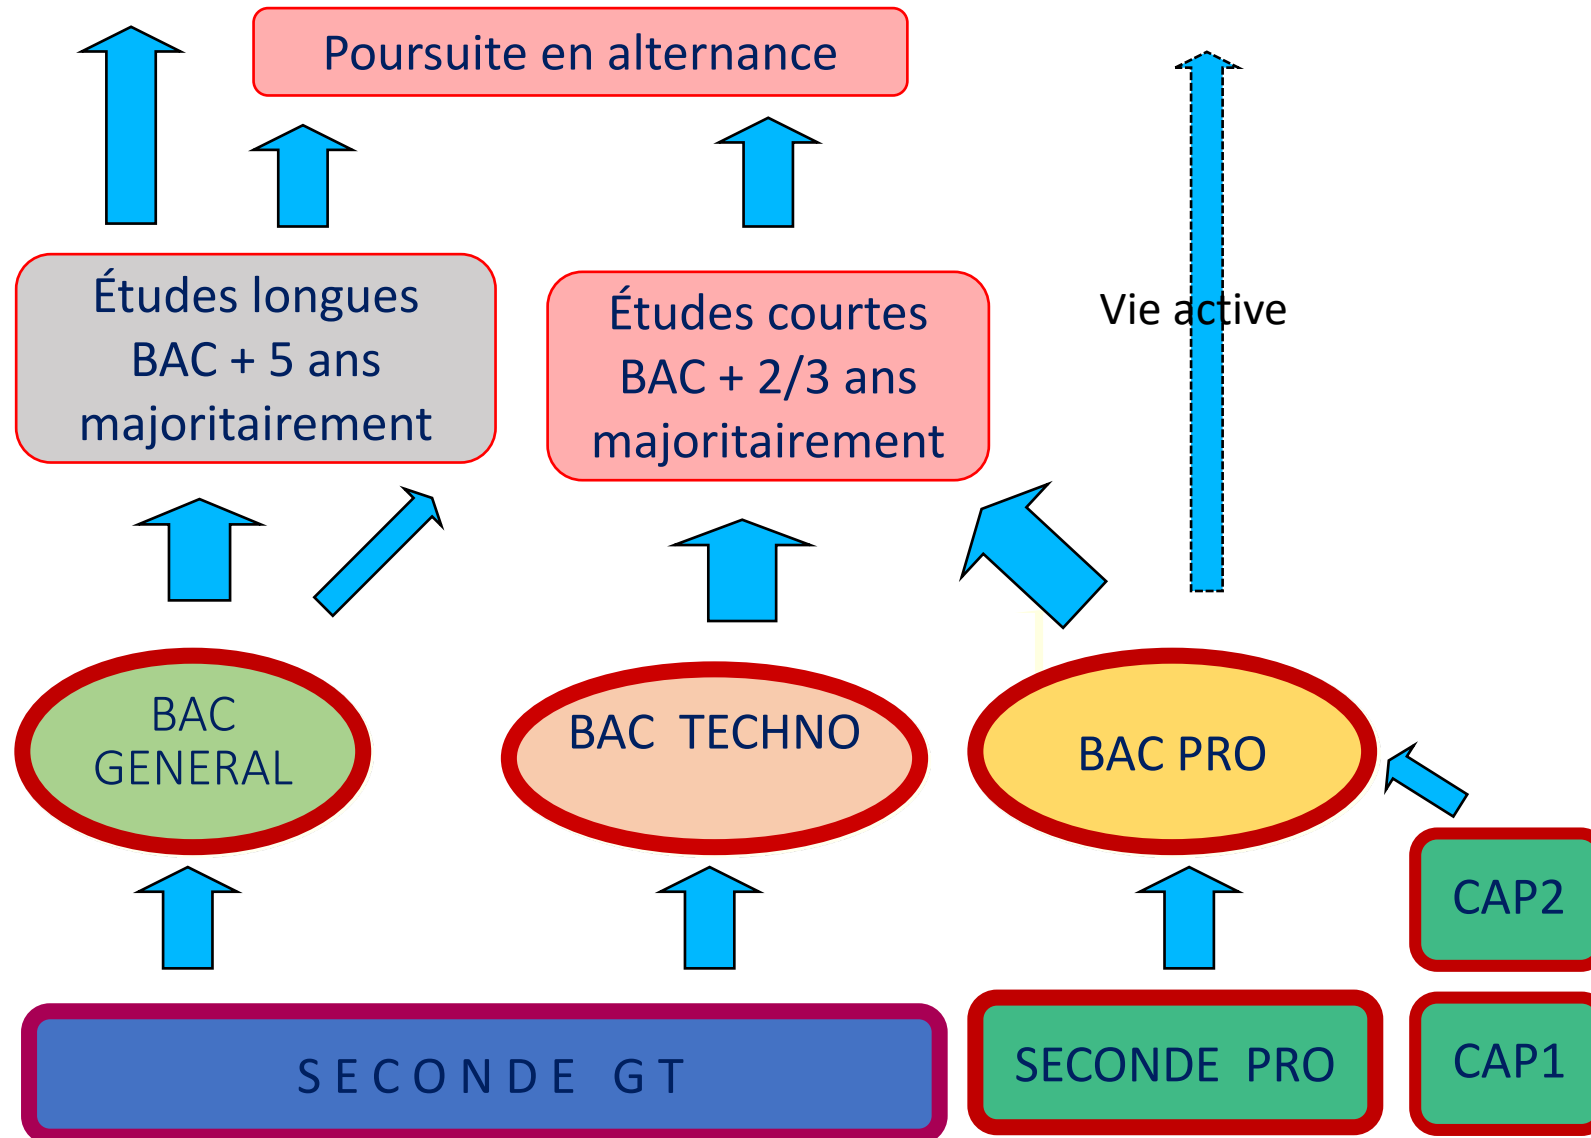 Poursuite en alternance
Études longues
BAC + 5 ans
majoritairement
Études courtes
BAC + 2/3 ans
majoritairement
Vie active
BAC
GENERAL
BAC TECHNO
BAC PRO
CAP2
SECONDE GT
SECONDE PRO
CAP1